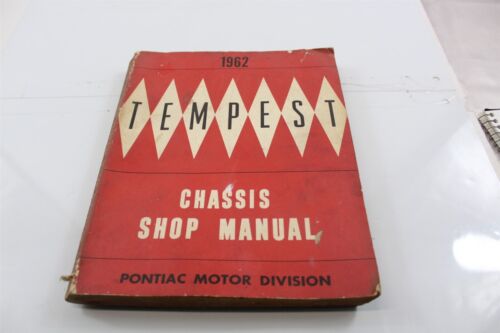 1962
TEMPEST
CHASSIS
SHOP MANUAL
PONTIAC MOTOR DIVISION